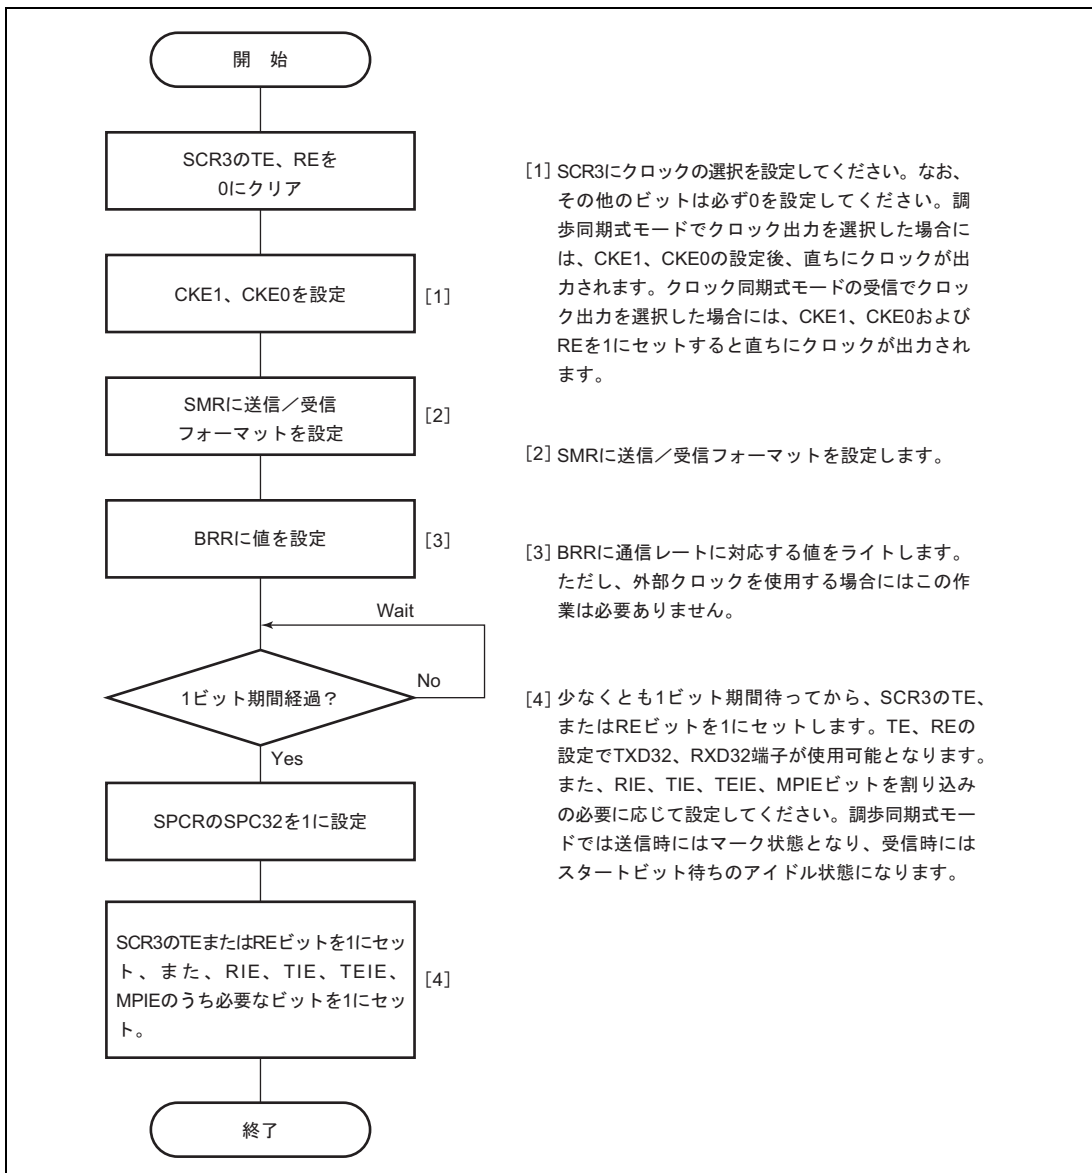 開 始
SCR3のTE、REを
0にクリア
CKE1、CKE0を設定
[1]
SMRに送信／受信
フォーマットを設定
[2]
BRRに値を設定
[3]
Wait
1ビット期間経過？
No
Yes
SPCRのSPC32を1に設定
SCR3のTEまたはREビットを1にセッ
ト、また、RIE、TIE、TEIE、
MPIEのうち必要なビットを1にセッ
ト。
[4]
終了
[1] SCR3にクロックの選択を設定してください。なお、
その他のビットは必ず0を設定してください。調
歩同期式モードでクロック出力を選択した場合に
は、CKE1、CKE0の設定後、直ちにクロックが出
力されます。クロック同期式モードの受信でクロッ
ク出力を選択した場合には、CKE1、CKE0および
REを1にセットすると直ちにクロックが出力され
ます。
[2] SMRに送信／受信フォーマットを設定します。
[3] BRRに通信レートに対応する値をライトします。
ただし、外部クロックを使用する場合にはこの作
業は必要ありません。
[4] 少なくとも1ビット期間待ってから、SCR3のTE、
またはREビットを1にセットします。TE、REの
設定でTXD32、RXD32端子が使用可能となります。
また、RIE、TIE、TEIE、MPIEビットを割り込み
の必要に応じて設定してください。調歩同期式モー
ドでは送信時にはマーク状態となり、受信時には
スタートビット待ちのアイドル状態になります。